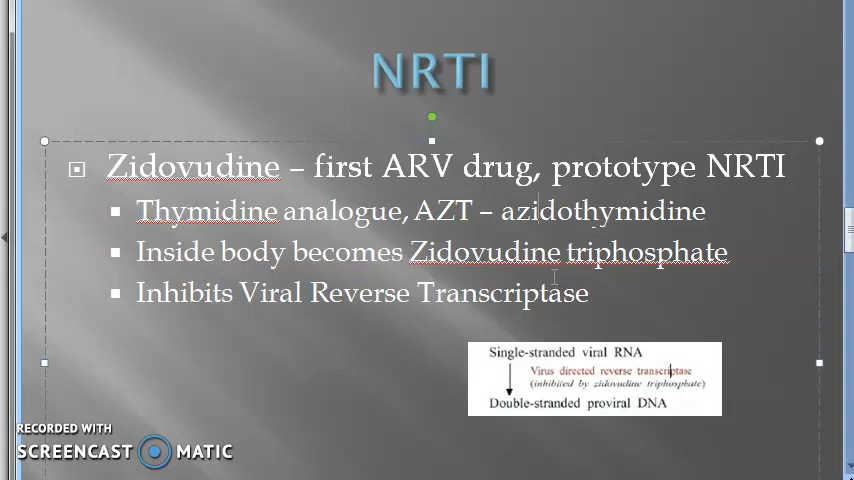 NRTI
Zidovudine – first ARV drug, prototype NRTI
Thymidine analogue, AZT – azidothymidine
Inside body becomes Zidovudine triphosphate
Inhibits Viral Reverse Transcriptase
Single-stranded viral RNA
Virus directed reverse transcriptase
(inhibited by zidovudine triphosphate)
Double-stranded proviral DNA
RECORDED WITH
SCREENCAST MATIC